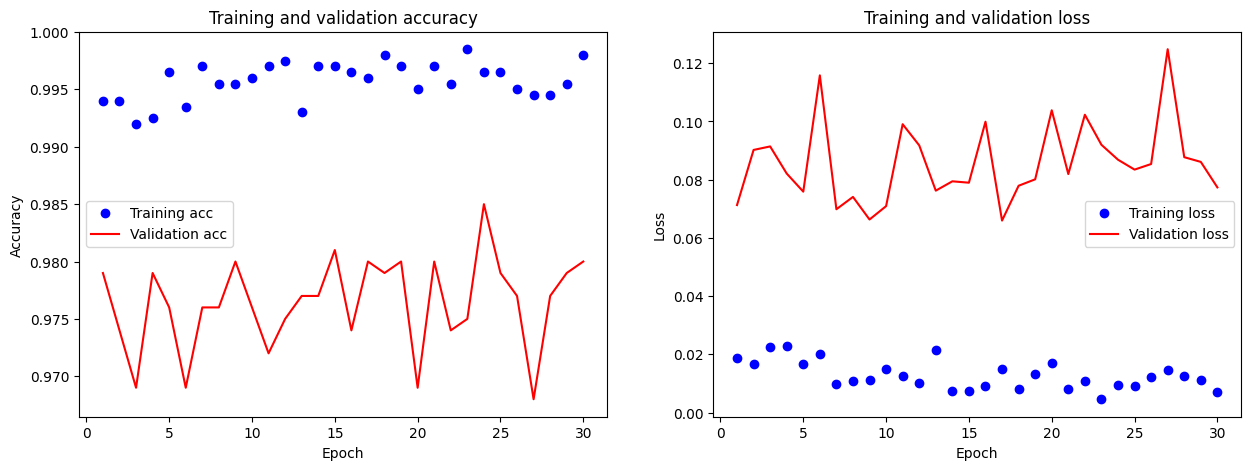 Training and validation accuracy
1.000
0.995
0.990
0.985
0.980
0.975
0.970
Accuracy
Training acc
Validation acc
0 5 10 15 20 25 30
Epoch
Training and validation loss
0.12
0.10
0.08
0.06
0.04
0.02
0.00
Loss
Training loss
Validation loss
0 5 10 15 20 25 30
Epoch